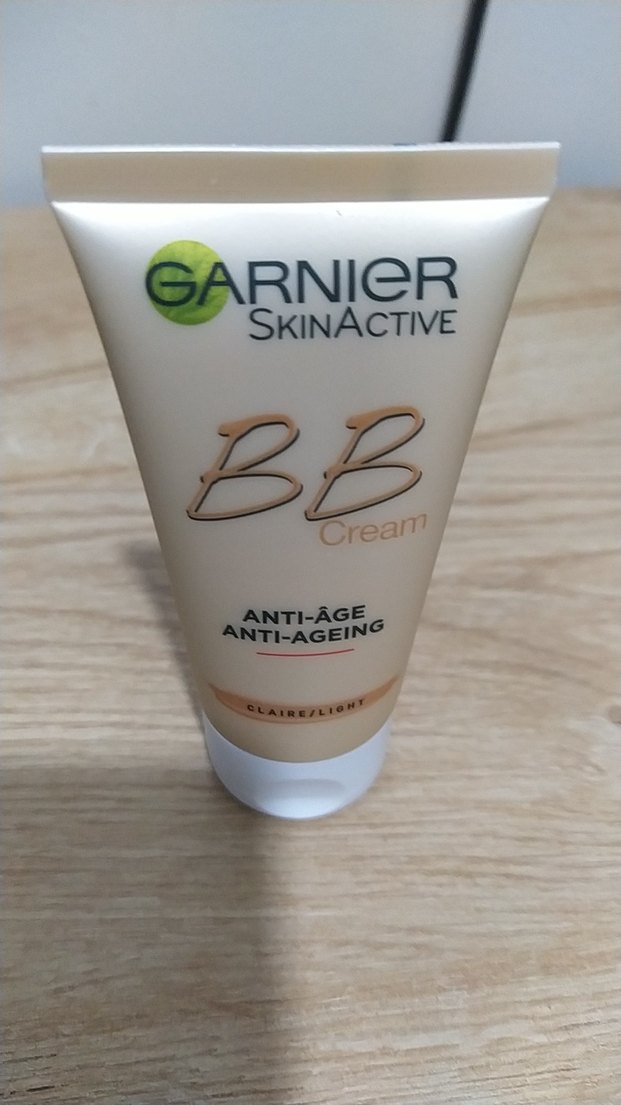 GARNIER
SKINACTIVE
BB
Cream
ANTI-ÂGE
ANTI-AGEING
CLAIRE/LIGHT